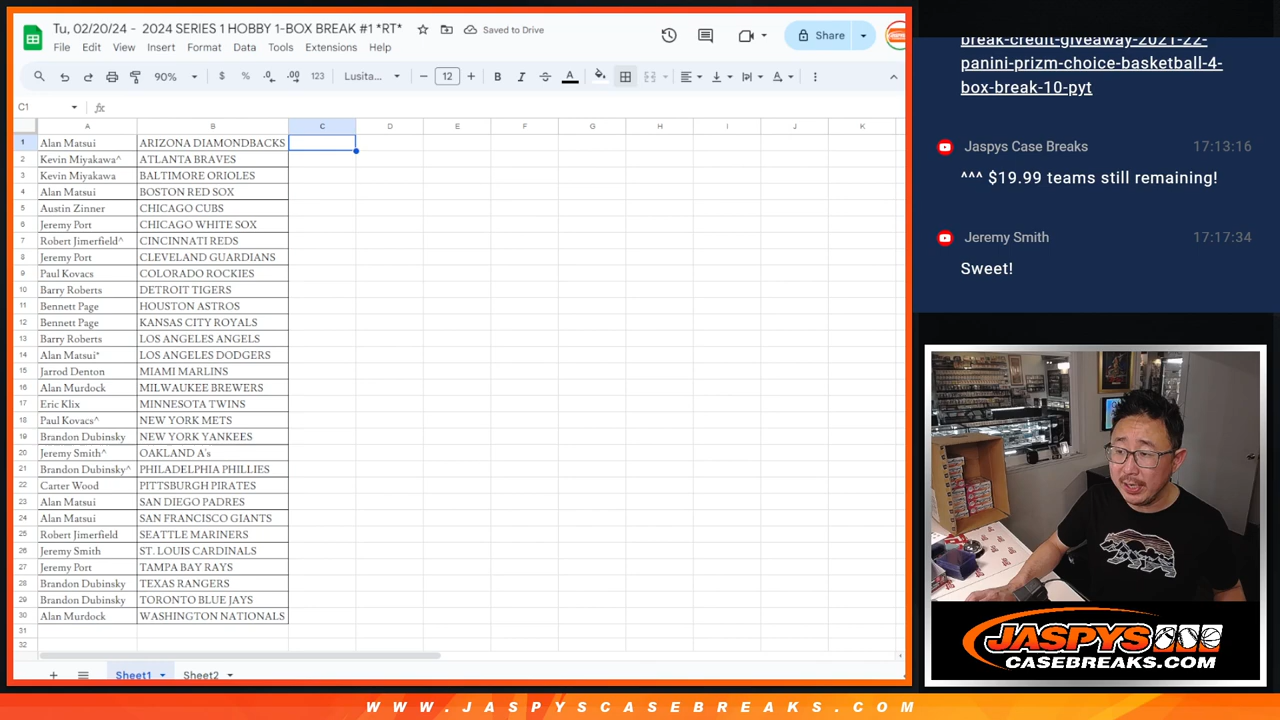 Tu, 02/20/24 - 2024 SERIES 1 HOBBY 1-BOX BREAK #1 *RT*
Saved to Drive
Share
File Edit View Insert Format Data Tools Extensions Help
90% $ % .0 .00 123 Lusita... 12 B I S A
C1 fx
A B C D E F G H I J K
1 Alan Matsui ARIZONA DIAMONDBACKS
2 Kevin Miyakawa^ ATLANTA BRAVES
3 Kevin Miyakawa BALTIMORE ORIOLES
4 Alan Matsui BOSTON RED SOX
5 Austin Zinner CHICAGO CUBS
6 Jeremy Port CHICAGO WHITE SOX
7 Robert Jimerfield^ CINCINNATI REDS
8 Jeremy Port CLEVELAND GUARDIANS
9 Paul Kovacs COLORADO ROCKIES
10 Barry Roberts DETROIT TIGERS
11 Bennett Page HOUSTON ASTROS
12 Bennett Page KANSAS CITY ROYALS
13 Barry Roberts LOS ANGELES ANGELS
14 Alan Matsui* LOS ANGELES DODGERS
15 Jarrod Denton MIAMI MARLINS
16 Alan Murdock MILWAUKEE BREWERS
17 Eric Klix MINNESOTA TWINS
18 Paul Kovacs^ NEW YORK METS
19 Brandon Dubinsky NEW YORK YANKEES
20 Jeremy Smith^ OAKLAND A's
21 Brandon Dubinsky^ PHILADELPHIA PHILLIES
22 Carter Wood PITTSBURGH PIRATES
23 Alan Matsui SAN DIEGO PADRES
24 Alan Matsui SAN FRANCISCO GIANTS
25 Robert Jimerfield SEATTLE MARINERS
26 Jeremy Smith ST. LOUIS CARDINALS
27 Jeremy Port TAMPA BAY RAYS
28 Brandon Dubinsky TEXAS RANGERS
29 Brandon Dubinsky TORONTO BLUE JAYS
30 Alan Murdock WASHINGTON NATIONALS
31
32
Sheet1 Sheet2
break-credit-giveaway-2021-22-
panini-prizm-choice-basketball-4-
box-break-10-pyt
Jaspys Case Breaks 17:13:16
^^^ $19.99 teams still remaining!
Jeremy Smith 17:17:34
Sweet!
JASPYS
CASEBREAKS.COM
WWW.JASPYSCASEBREAKS.COM